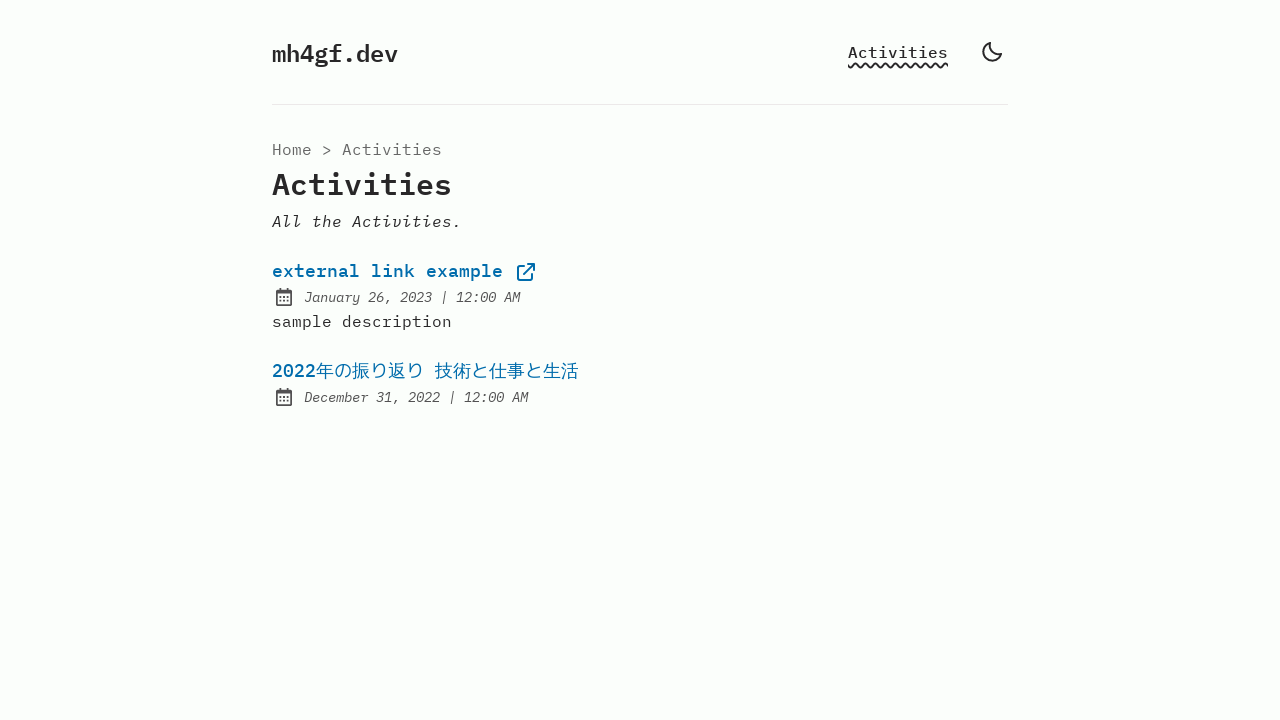 mh4gf.dev
Activities
Home > Activities
Activities
All the Activities.
external link example
January 26, 2023 | 12:00 AM
sample description
2022年の振り返り 技術と仕事と生活
December 31, 2022 | 12:00 AM